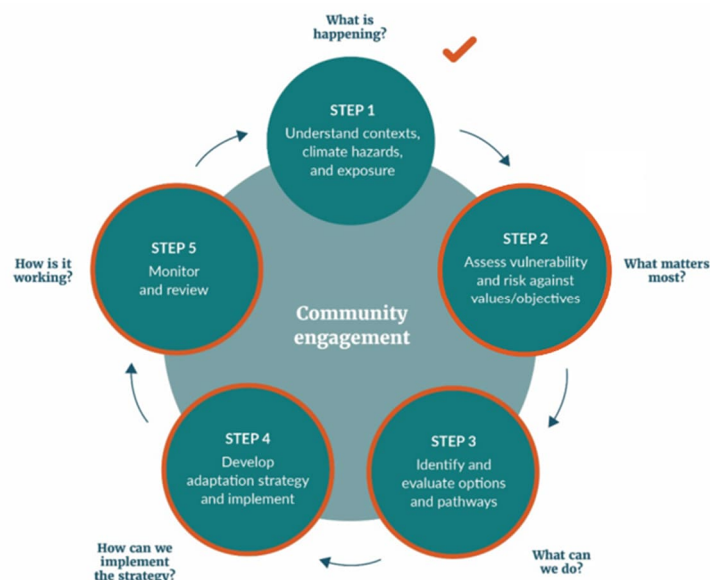 What is
happening?
STEP 1
Understand contexts,
climate hazards,
and exposure
STEP 2
Assess vulnerability
and risk against
values/objectives
What matters
most?
STEP 3
Identify and
evaluate options
and pathways
What can
we do?
STEP 4
Develop
adaptation strategy
and implement
How can we
implement
the strategy?
STEP 5
Monitor
and review
How is it
working?
Community
engagement